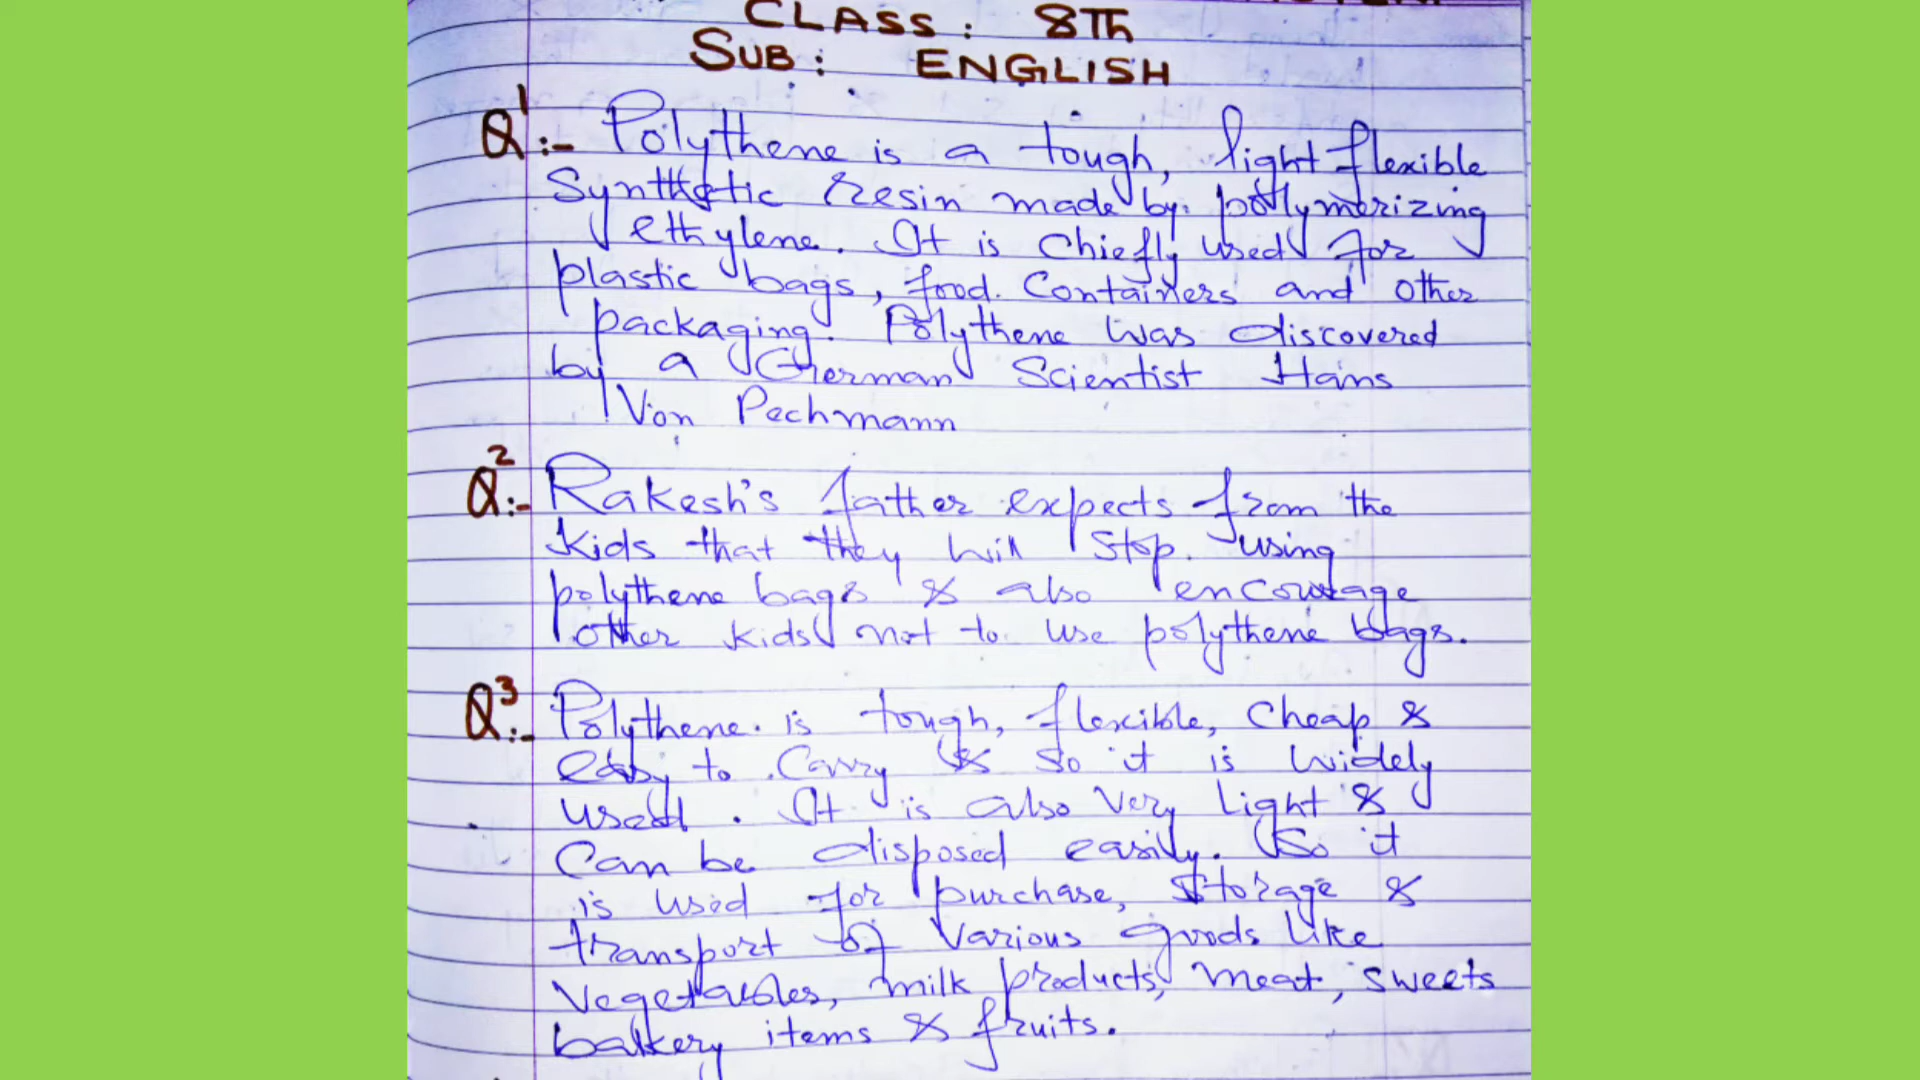 CLASS : 8Th
SUB : ENGLISH
Q1:- Polythene is a tough, light flexible
Synthetic resin made by polymerizing
ethylene. It is Chiefly used for
plastic bags, food Containers and other
packaging. Polythene was discovered
by a German Scientist Hans
Von Pechmann
Q2:- Rakesh's father expects from the
kids that they will stop using
polythene bags & also encourage
other kids not to use polythene bags.
Q3:- Polythene is tough, flexible, Cheap &
easy to carry & so it is widely
used. It is also very light &
Can be disposed easily. So it
is used for purchase, storage &
transport of various goods like
Vegetables, milk products, meat, sweets
bakery items & fruits.